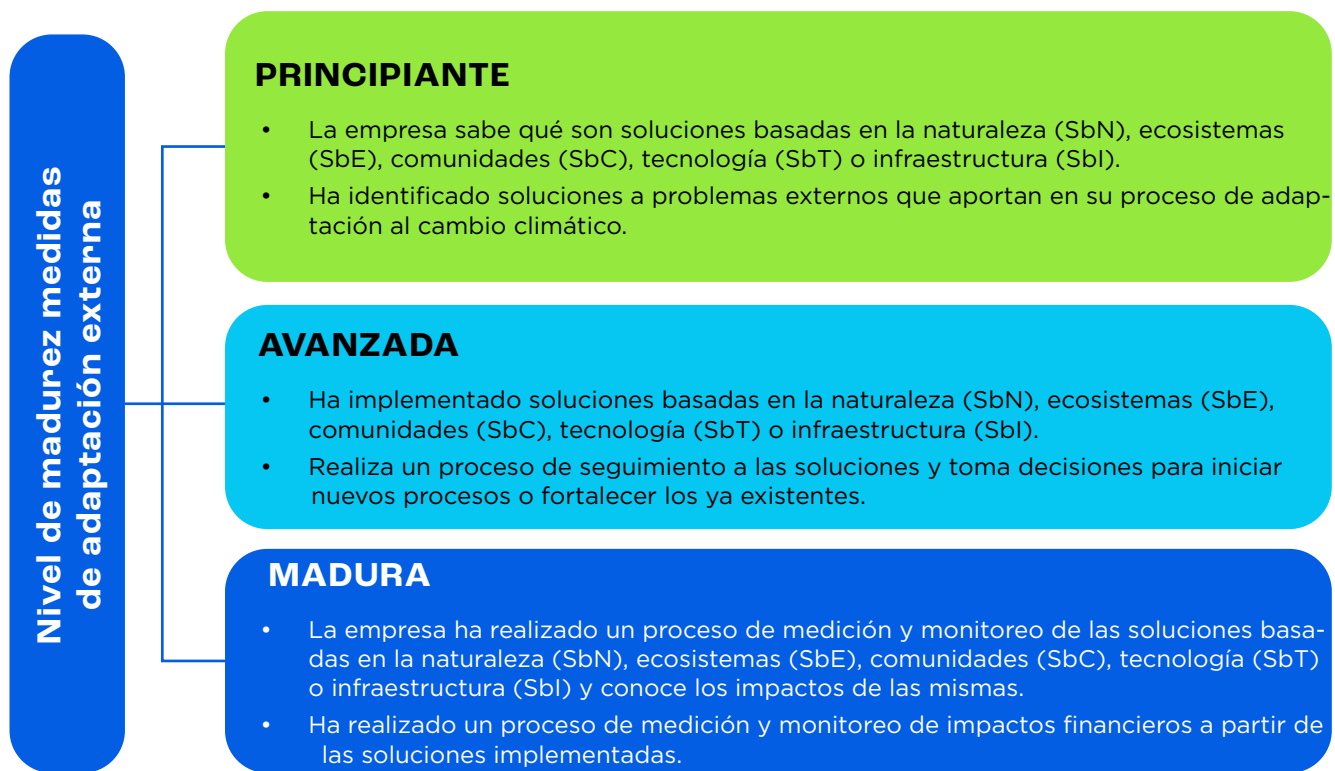 Nivel de madurez medidas
de adaptación externa
PRINCIPIANTE
• La empresa sabe qué son soluciones basadas en la naturaleza (SbN), ecosistemas
(SbE), comunidades (SbC), tecnología (SbT) o infraestructura (SbI).
• Ha identificado soluciones a problemas externos que aportan en su proceso de adap-
tación al cambio climático.
AVANZADA
• Ha implementado soluciones basadas en la naturaleza (SbN), ecosistemas (SbE),
comunidades (SbC), tecnología (SbT) o infraestructura (SbI).
• Realiza un proceso de seguimiento a las soluciones y toma decisiones para iniciar
nuevos procesos o fortalecer los ya existentes.
MADURA
• La empresa ha realizado un proceso de medición y monitoreo de las soluciones basa-
das en la naturaleza (SbN), ecosistemas (SbE), comunidades (SbC), tecnología (SbT)
o infraestructura (SbI) y conoce los impactos de las mismas.
• Ha realizado un proceso de medición y monitoreo de impactos financieros a partir de
las soluciones implementadas.